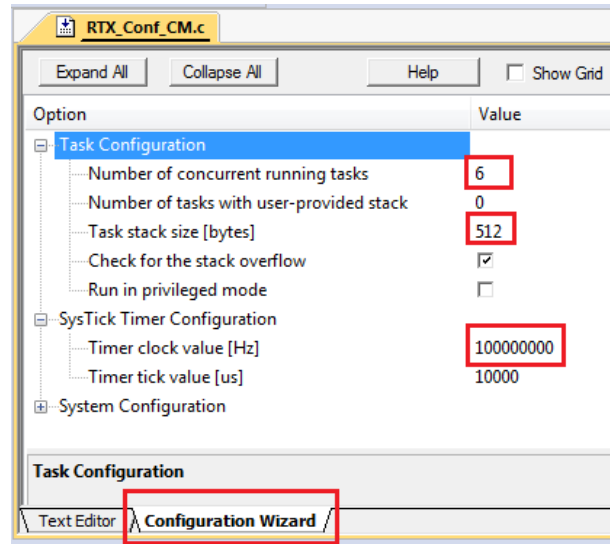 RTX_Conf_CM.c
Expand All Collapse All Help Show Grid
Option Value
Task Configuration
Number of concurrent running tasks 6
Number of tasks with user-provided stack 0
Task stack size [bytes] 512
Check for the stack overflow
Run in privileged mode
SysTick Timer Configuration
Timer clock value [Hz] 100000000
Timer tick value [us] 10000
System Configuration
Task Configuration
Text Editor Configuration Wizard